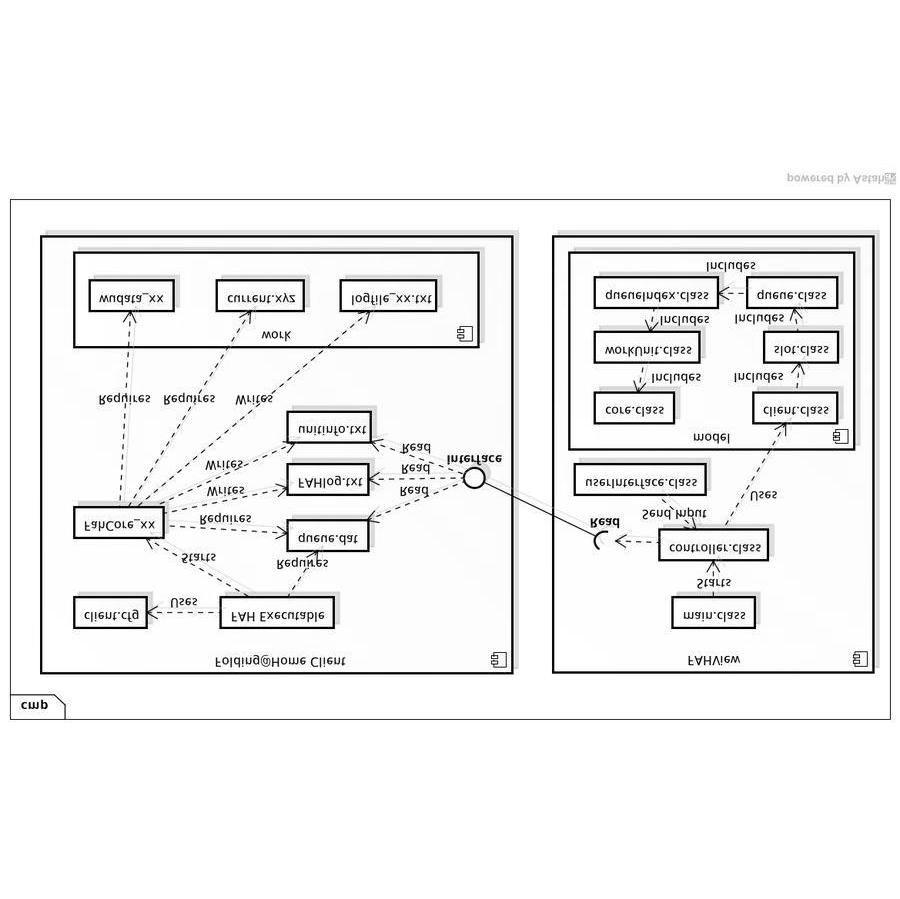 cmp
Folding@Home Client
FAHView
client.cfg
Uses
FAH Executable
main.class
Starts
Requires
Starts
FahCore_xx
Requires
queue.dat
Read
controller.class
Writes
FAHlog.txt
Read
Interface
Read
Send Input
Uses
userInterface.class
Writes
unitinfo.txt
Read
model
Requires
Requires
Writes
core.class
client.class
Includes
Includes
work
workUnit.class
slot.class
Includes
Includes
wudata_xx
current.xyz
logfile_xx.txt
queueIndex.class
queue.class
Includes
powered by Astah